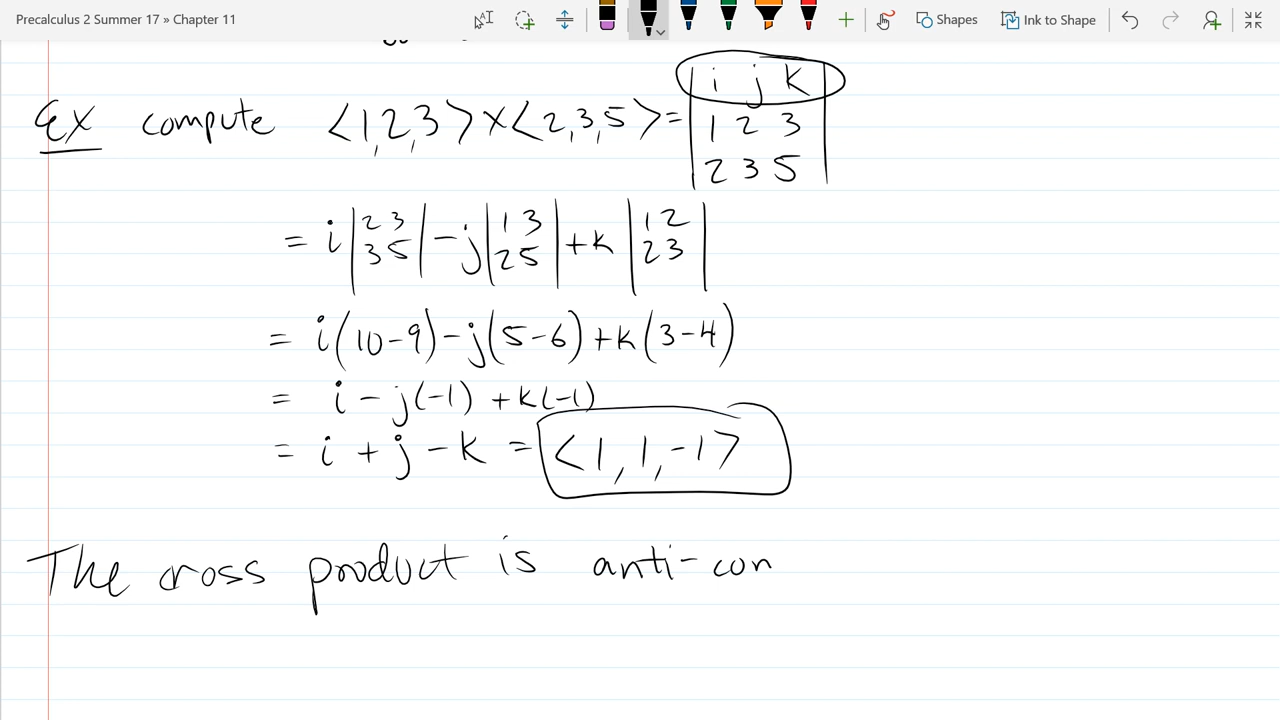 Precalculus 2 Summer 17 » Chapter 11
Shapes
Ink to Shape
Ex compute <1,2,3> x <2,3,5> = | i j k |
| 1 2 3 |
| 2 3 5 |
= i |2 3| - j |1 3| + k |1 2|
|3 5| |2 5| |2 3|
= i(10-9) - j(5-6) + k(3-4)
= i - j(-1) + k(-1)
= i + j - k = <1, 1, -1>
The cross product is anti-con